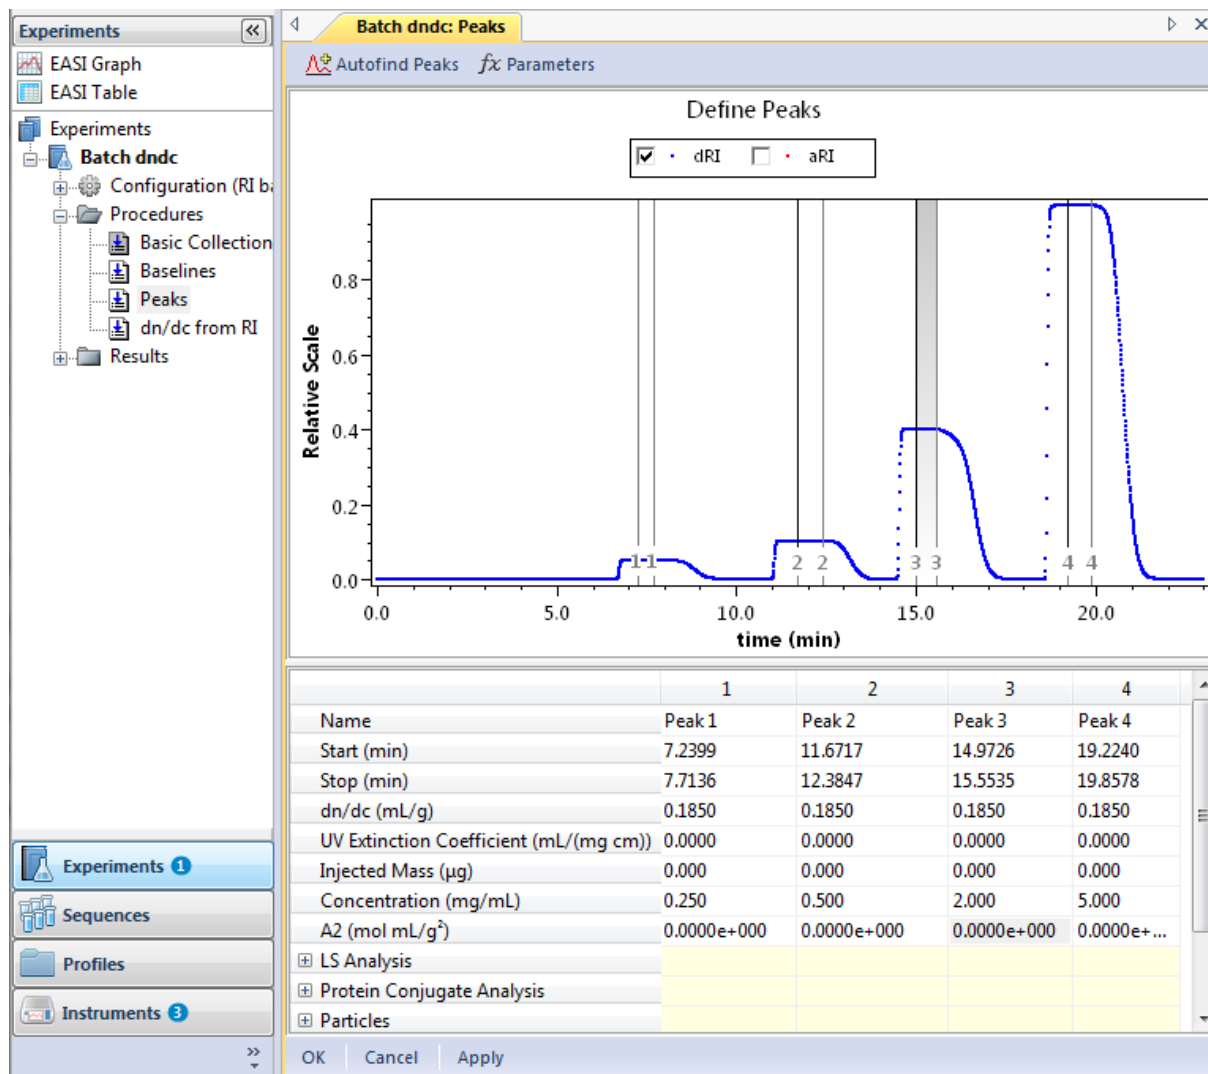 Experiments
EASI Graph
EASI Table
Experiments
Batch dndc
Configuration (RI ba
Procedures
Basic Collection
Baselines
Peaks
dn/dc from RI
Results
Experiments 1
Sequences
Profiles
Instruments 3
Batch dndc: Peaks
Autofind Peaks fx Parameters
Define Peaks
dRI aRI
Relative Scale
0.8
0.6
0.4
0.2
0.0
1 1 2 2 3 3 4 4
0.0 5.0 10.0 15.0 20.0
time (min)
1 2 3 4
Name Peak 1 Peak 2 Peak 3 Peak 4
Start (min) 7.2399 11.6717 14.9726 19.2240
Stop (min) 7.7136 12.3847 15.5535 19.8578
dn/dc (mL/g) 0.1850 0.1850 0.1850 0.1850
UV Extinction Coefficient (mL/(mg cm)) 0.0000 0.0000 0.0000 0.0000
Injected Mass (µg) 0.000 0.000 0.000 0.000
Concentration (mg/mL) 0.250 0.500 2.000 5.000
A2 (mol mL/g²) 0.0000e+000 0.0000e+000 0.0000e+000 0.0000e+...
LS Analysis
Protein Conjugate Analysis
Particles
OK Cancel Apply